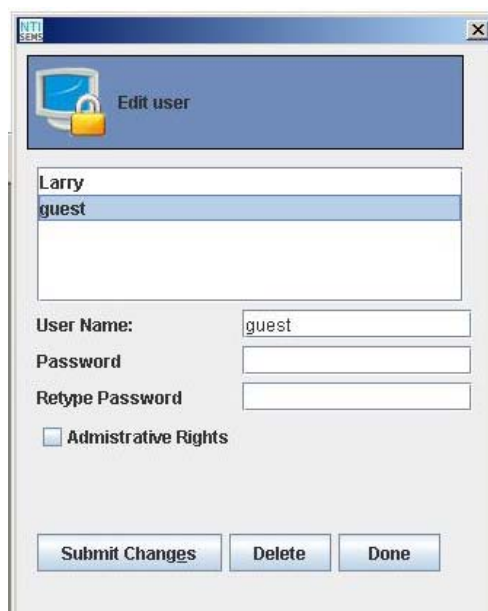 NTI
SEMS
Edit user
Larry
guest
User Name: guest
Password
Retype Password
Admistrative Rights
Submit Changes Delete Done